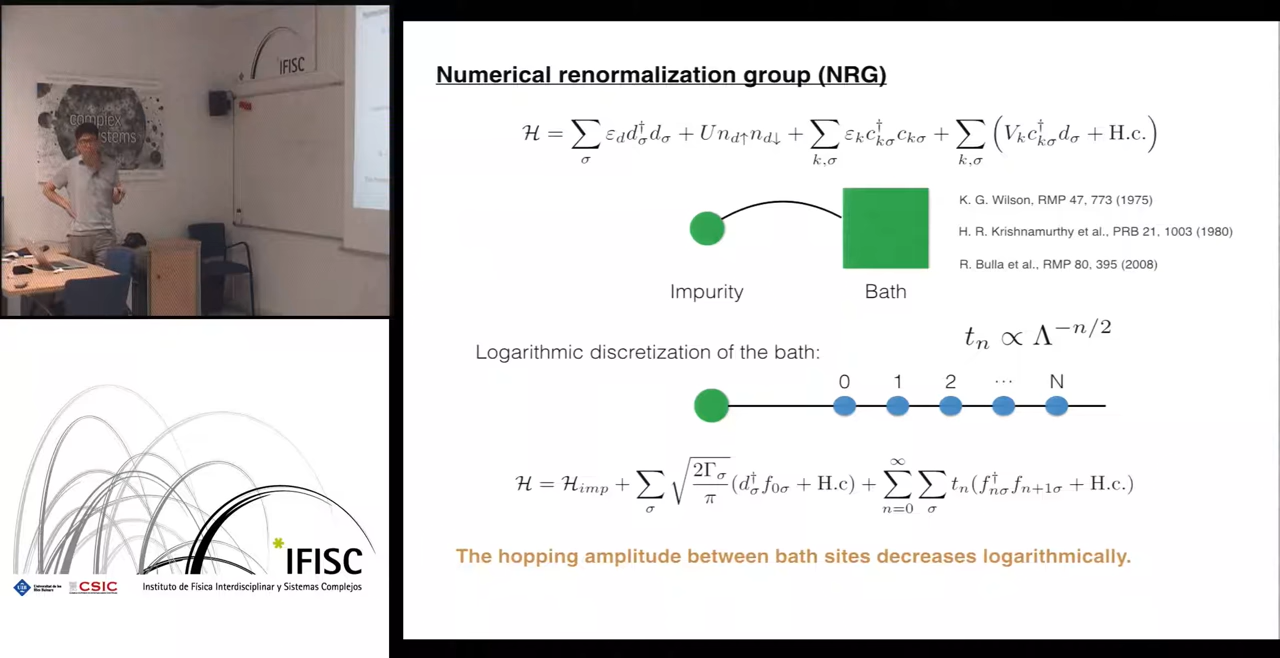 IFISC
complex
systems
Numerical renormalization group (NRG)
ℋ = ∑_σ ε_d d†_σ d_σ + U n_{d↑} n_{d↓} + ∑_{k,σ} ε_k c†_{kσ} c_{kσ} + ∑_{k,σ} (V_k c†_{kσ} d_σ + H.c.)
K. G. Wilson, RMP 47, 773 (1975)
H. R. Krishnamurthy et al., PRB 21, 1003 (1980)
R. Bulla et al., RMP 80, 395 (2008)
Impurity Bath
t_n ∝ Λ^{−n/2}
Logarithmic discretization of the bath:
0 1 2 ⋯ N
ℋ = ℋ_{imp} + ∑_σ √(2Γ_σ/π) (d†_σ f_{0σ} + H.c) + ∑_{n=0}^{∞} ∑_σ t_n (f†_{nσ} f_{n+1σ} + H.c.)
The hopping amplitude between bath sites decreases logarithmically.
*IFISC
CSIC
Instituto de Física Interdisciplinar y Sistemas Complejos